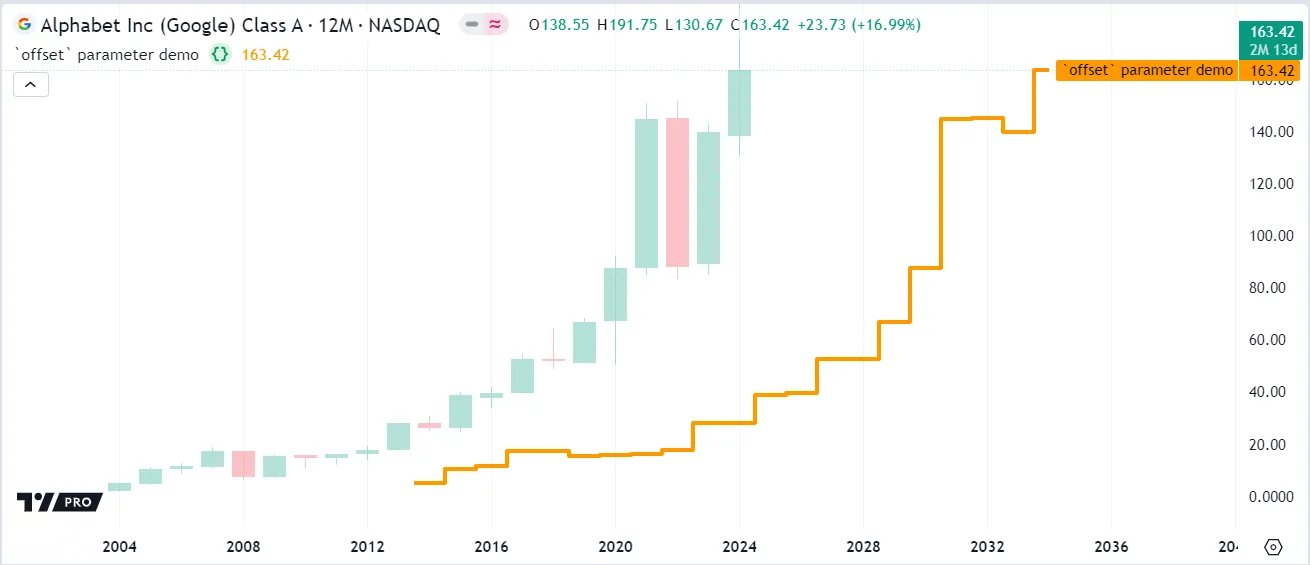 Alphabet Inc (Google) Class A · 12M · NASDAQ O138.55 H191.75 L130.67 C163.42 +23.73 (+16.99%)
`offset` parameter demo {} 163.42
163.42
2M 13d
`offset` parameter demo 163.42
160.00
140.00
120.00
100.00
80.00
60.00
40.00
20.00
0.0000
PRO
2004 2008 2012 2016 2020 2024 2028 2032 2036